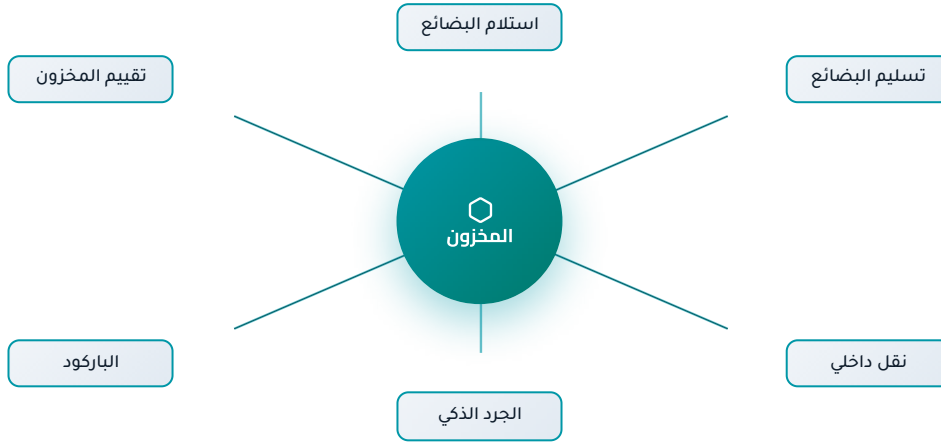 استلام البضائع
تسليم البضائع
تقييم المخزون
المخزون
نقل داخلي
الباركود
الجرد الذكي